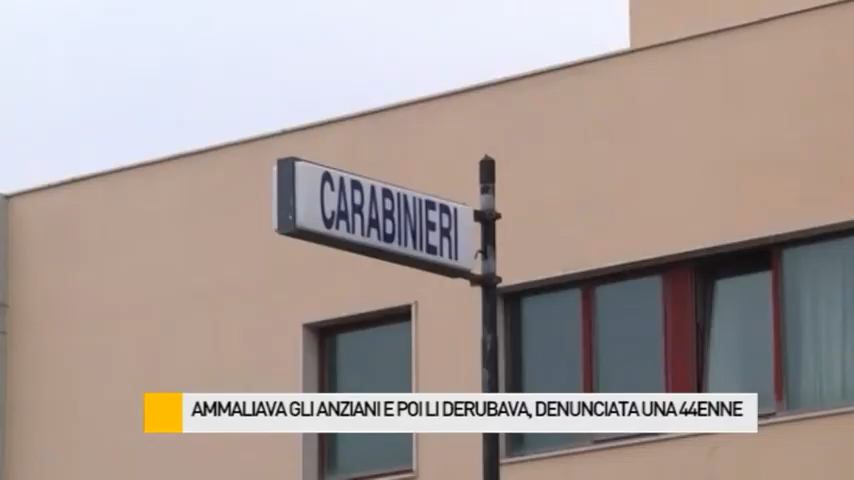 CARABINIERI
AMMALIAVA GLI ANZIANI E POI LI DERUBAVA, DENUNCIATA UNA 44ENNE